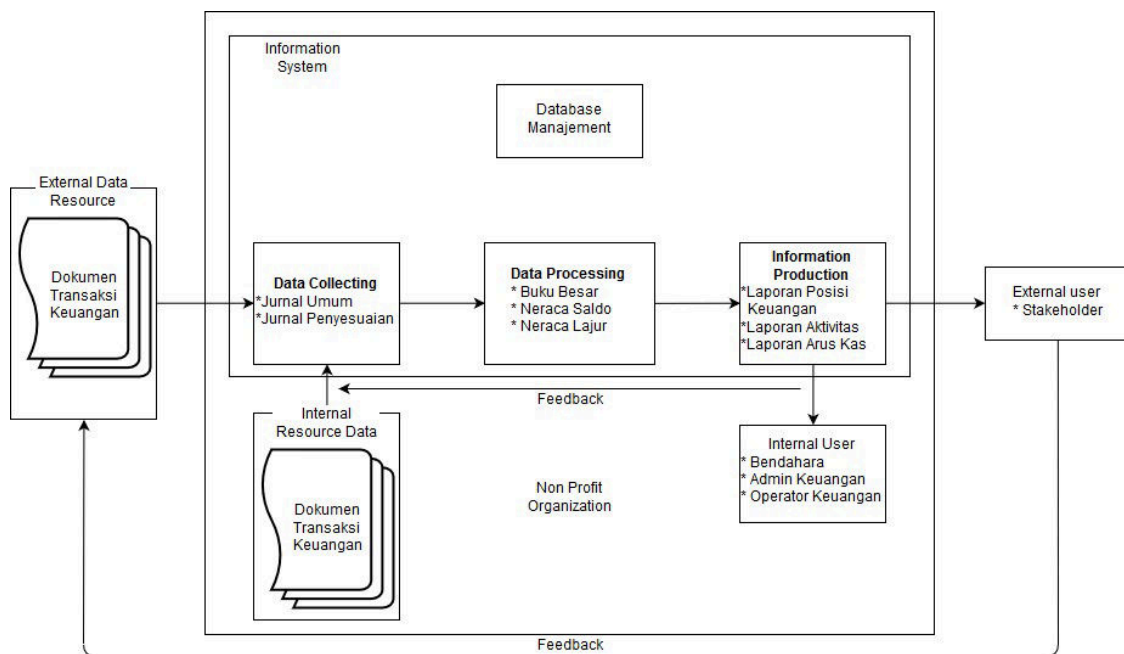 Information
System
Database
Manajement
External Data
Resource
Dokumen
Transaksi
Keuangan
Data Collecting
*Jurnal Umum
*Jurnal Penyesuaian
Data Processing
* Buku Besar
* Neraca Saldo
* Neraca Lajur
Information
Production
*Laporan Posisi
Keuangan
*Laporan Aktivitas
*Laporan Arus Kas
External user
* Stakeholder
Feedback
Internal
Resource Data
Dokumen
Transaksi
Keuangan
Non Profit
Organization
Internal User
* Bendahara
* Admin Keuangan
* Operator Keuangan
Feedback